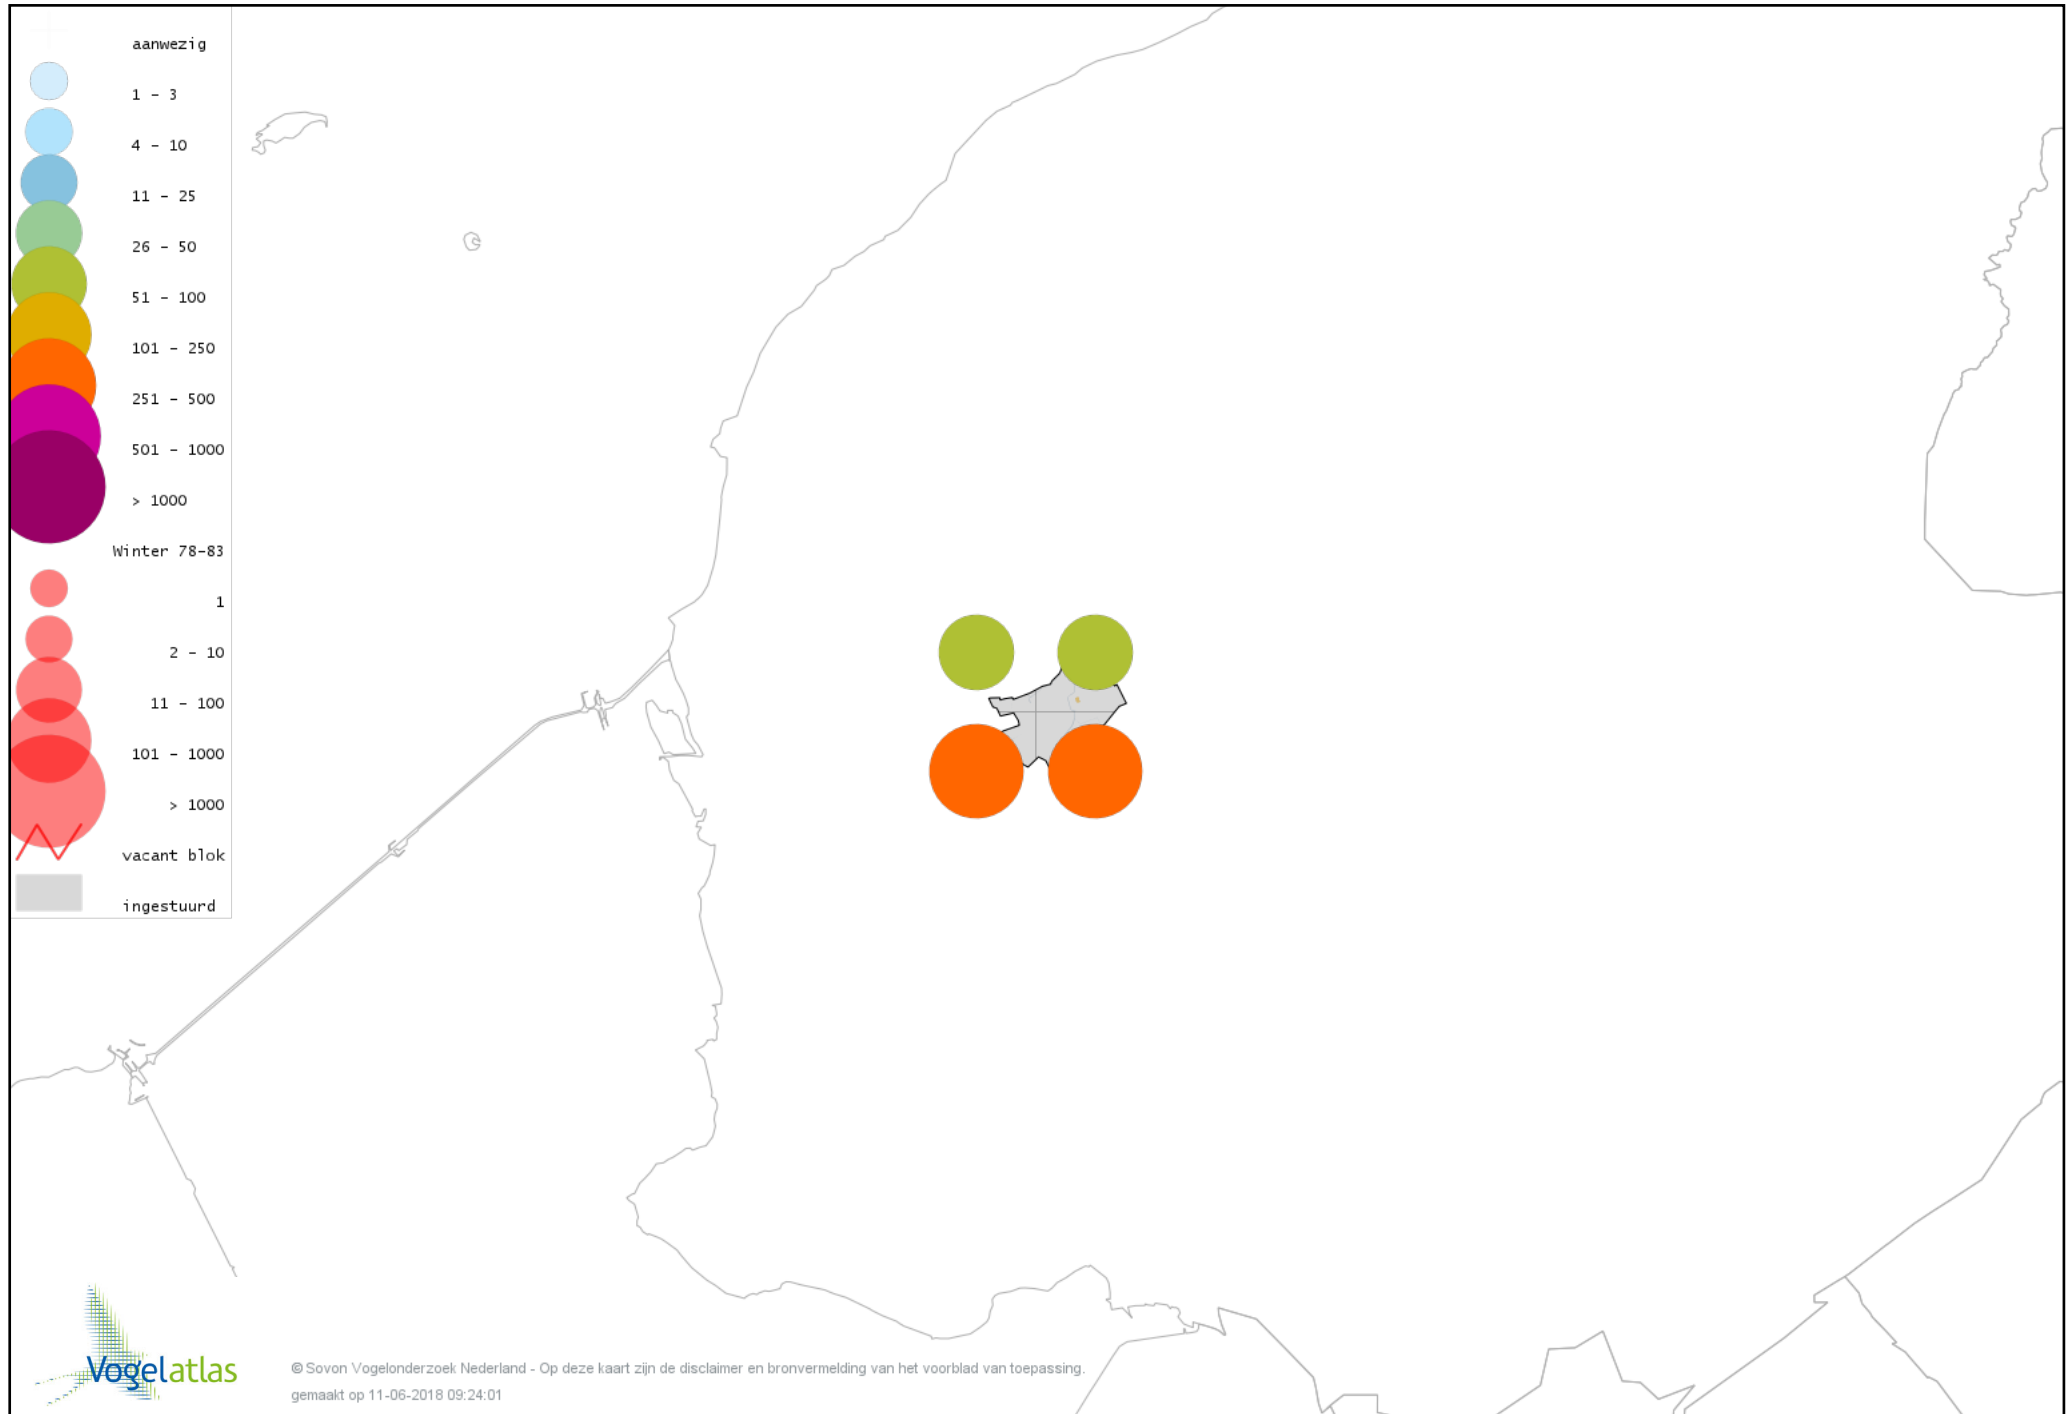 aanwezig
1 - 3
4 - 10
11 - 25
26 - 50
51 - 100
101 - 250
251 - 500
501 - 1000
> 1000
Winter 78-83
1
2 - 10
11 - 100
101 - 1000
> 1000
vacant blok
ingestuurd
Vogelatlas
© Sovon Vogelonderzoek Nederland - Op deze kaart zijn de disclaimer en bronvermelding van het voorblad van toepassing.
gemaakt op 11-06-2018 09:24:01